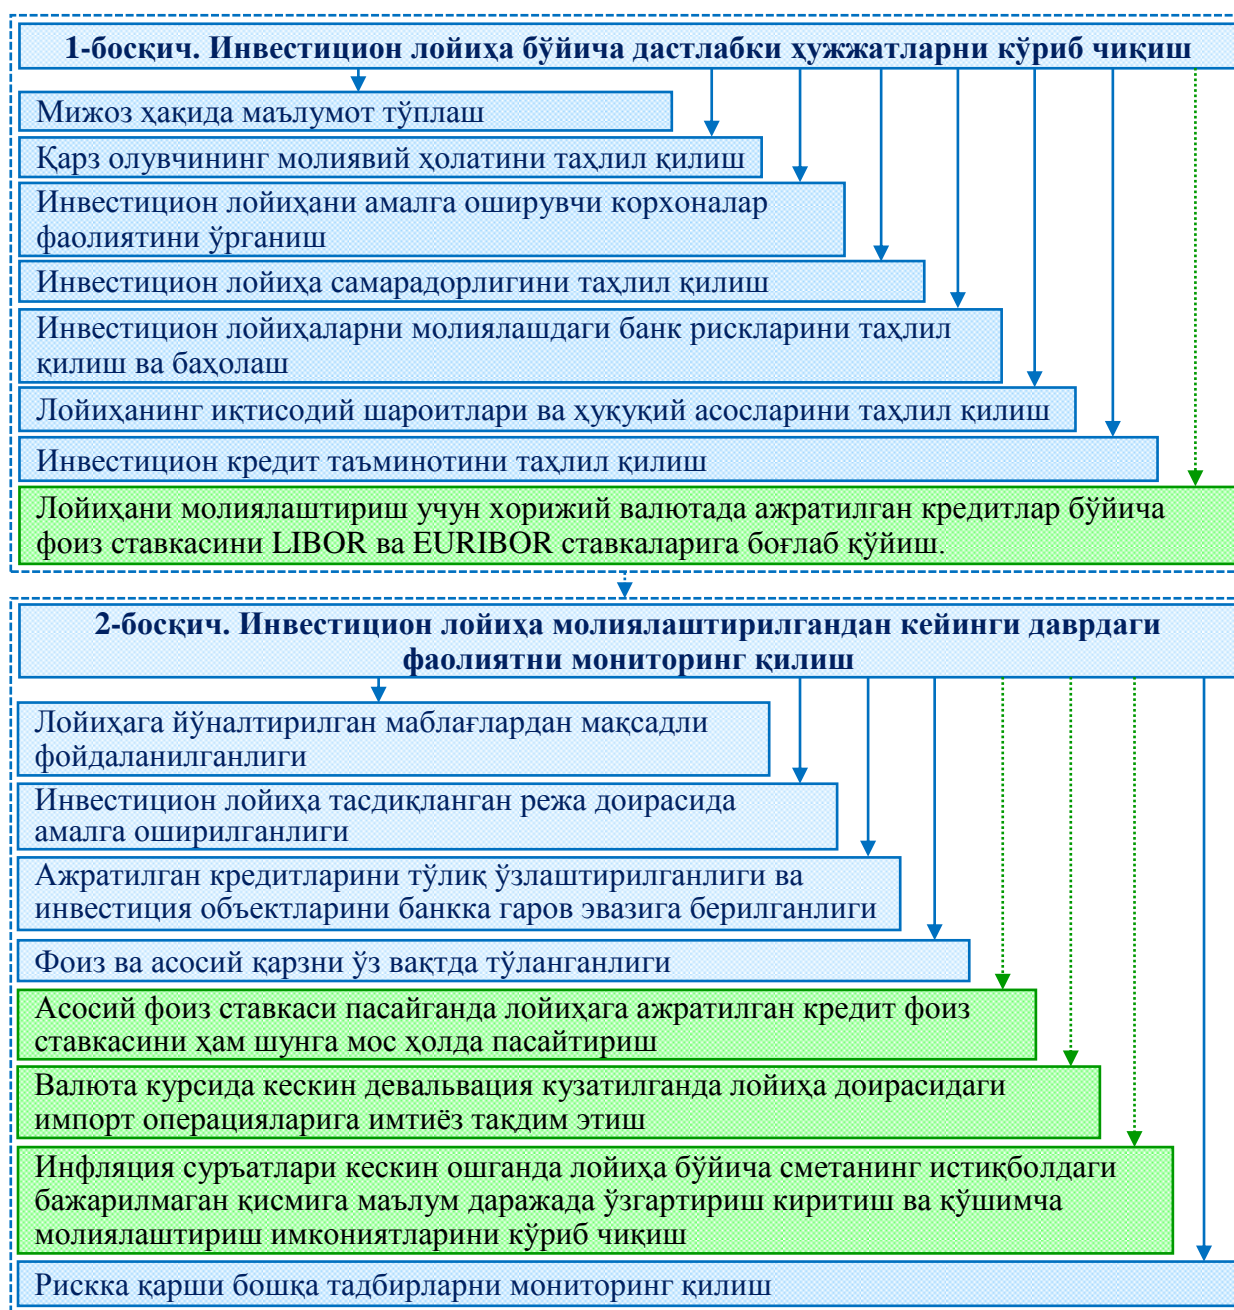 1-босқич. Инвестицион лойиҳа бўйича дастлабки ҳужжатларни кўриб чиқиш
Мижоз ҳақида маълумот тўплаш
Қарз олувчининг молиявий ҳолатини таҳлил қилиш
Инвестицион лойиҳани амалга оширувчи корхоналар
фаолиятини ўрганиш
Инвестицион лойиҳа самарадорлигини таҳлил қилиш
Инвестицион лойиҳаларни молиялашдаги банк рискларини таҳлил
қилиш ва баҳолаш
Лойиҳанинг иқтисодий шароитлари ва ҳуқуқий асосларини таҳлил қилиш
Инвестицион кредит таъминотини таҳлил қилиш
Лойиҳани молиялаштириш учун хорижий валютада ажратилган кредитлар бўйича
фоиз ставкасини LIBOR ва EURIBOR ставкаларига боғлаб қўйиш.
2-босқич. Инвестицион лойиҳа молиялаштирилгандан кейинги даврдаги
фаолиятни мониторинг қилиш
Лойиҳага йўналтирилган маблағлардан мақсадли
фойдаланилганлиги
Инвестицион лойиҳа тасдиқланган режа доирасида
амалга оширилганлиги
Ажратилган кредитларини тўлиқ ўзлаштирилганлиги ва
инвестиция объектларини банкка гаров эвазига берилганлиги
Фоиз ва асосий қарзни ўз вақтда тўланганлиги
Асосий фоиз ставкаси пасайганда лойиҳага ажратилган кредит фоиз
ставкасини ҳам шунга мос ҳолда пасайтириш
Валюта курсида кескин девальвация кузатилганда лойиҳа доирасидаги
импорт операцияларига имтиёз тақдим этиш
Инфляция суръатлари кескин ошганда лойиҳа бўйича сметанинг истиқболдаги
бажарилмаган қисмига маълум даражада ўзгартириш киритиш ва қўшимча
молиялаштириш имкониятларини кўриб чиқиш
Рискка қарши бошқа тадбирларни мониторинг қилиш